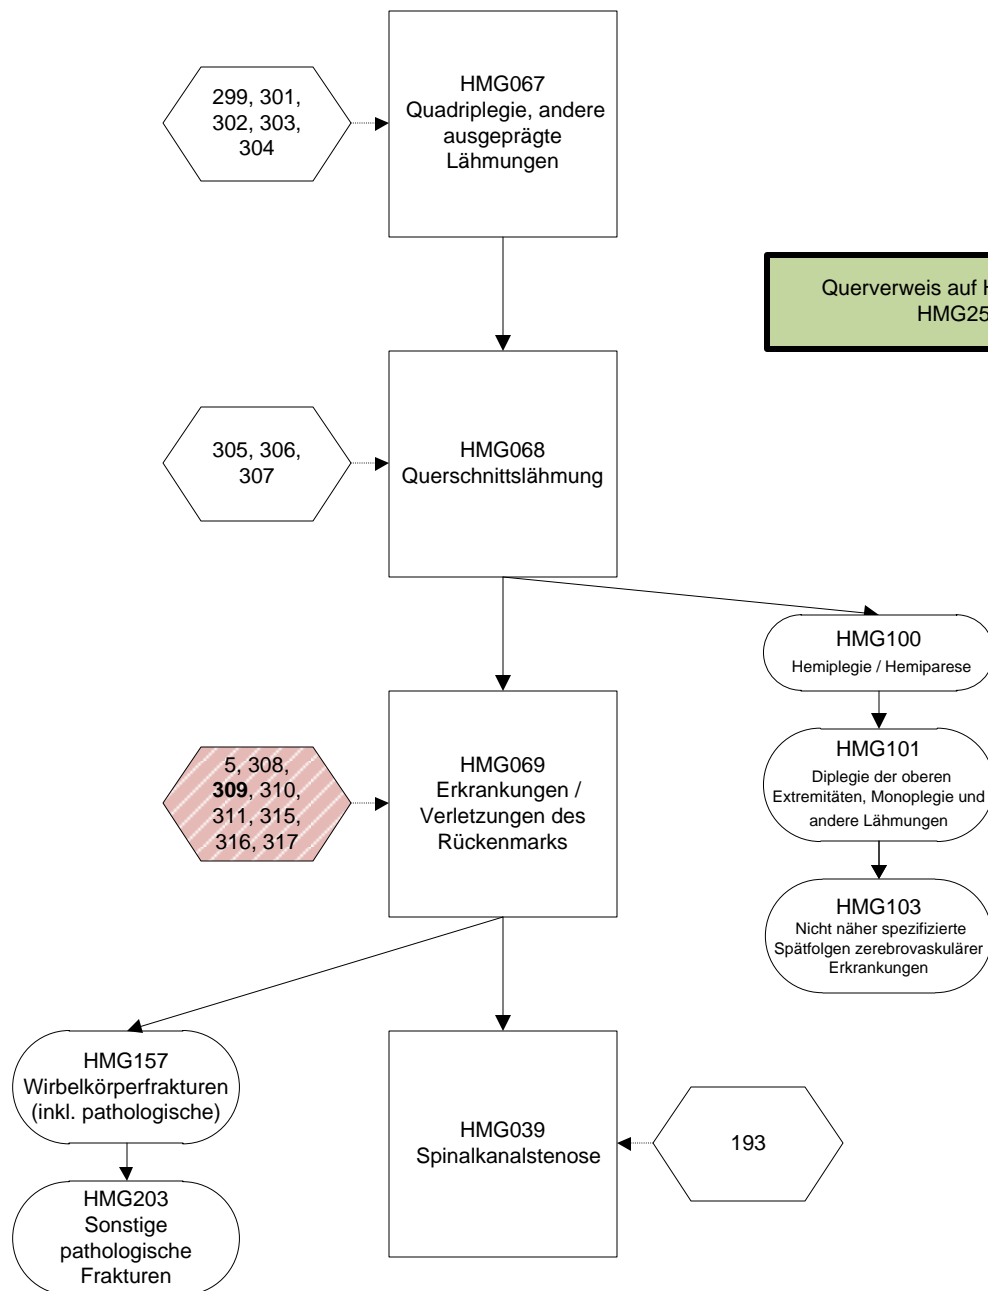 HMG067
Quadriplegie, andere
ausgeprägte
Lähmungen
299, 301,
302, 303,
304
Querverweis auf
HMG25
HMG068
Querschnittslähmung
305, 306,
307
HMG100
Hemiplegie / Hemiparese
HMG069
Erkrankungen /
Verletzungen des
Rückenmarks
5, 308,
309, 310,
311, 315,
316, 317
HMG101
Diplegie der oberen
Extremitäten, Monoplegie und
andere Lähmungen
HMG103
Nicht näher spezifizierte
Spätfolgen zerebrovaskulärer
Erkrankungen
HMG157
Wirbelkörperfrakturen
(inkl. pathologische)
HMG039
Spinalkanalstenose
193
HMG203
Sonstige
pathologische
Frakturen